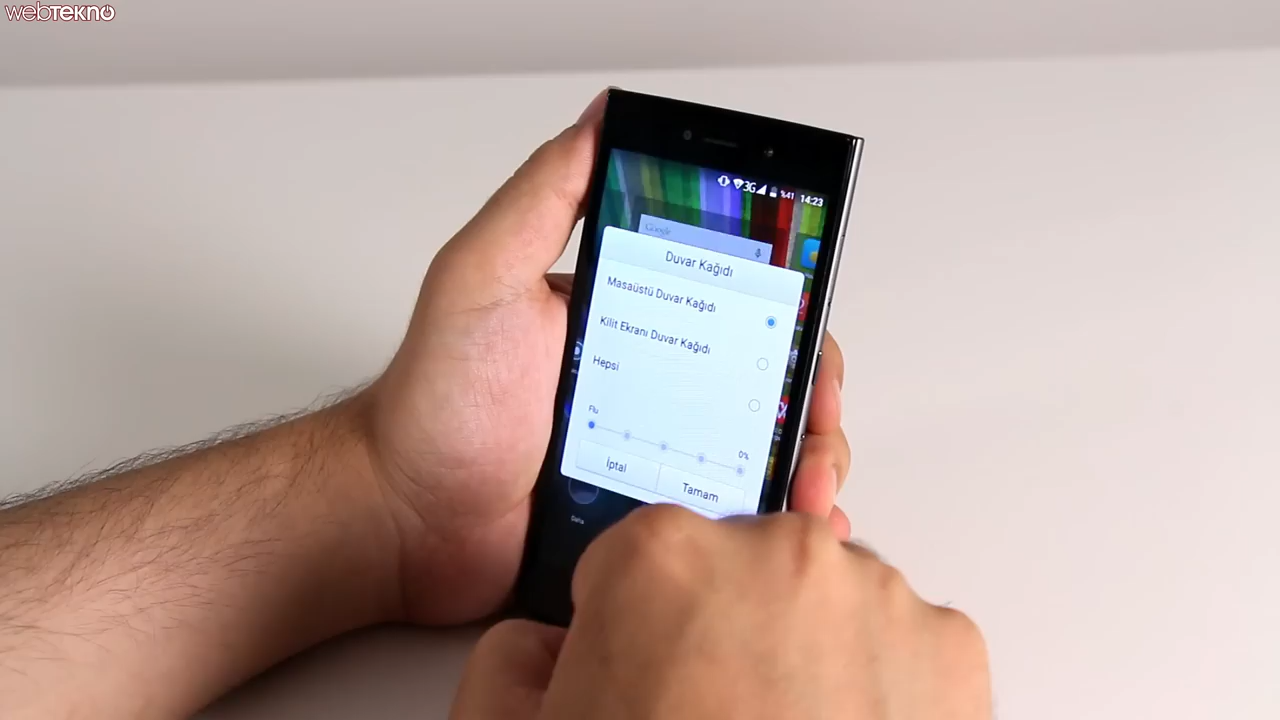 webtekno
3G %41 14:23
Google
Duvar Kağıdı
Masaüstü Duvar Kağıdı
Kilit Ekranı Duvar Kağıdı
Hepsi
Flu
0%
İptal
Tamam